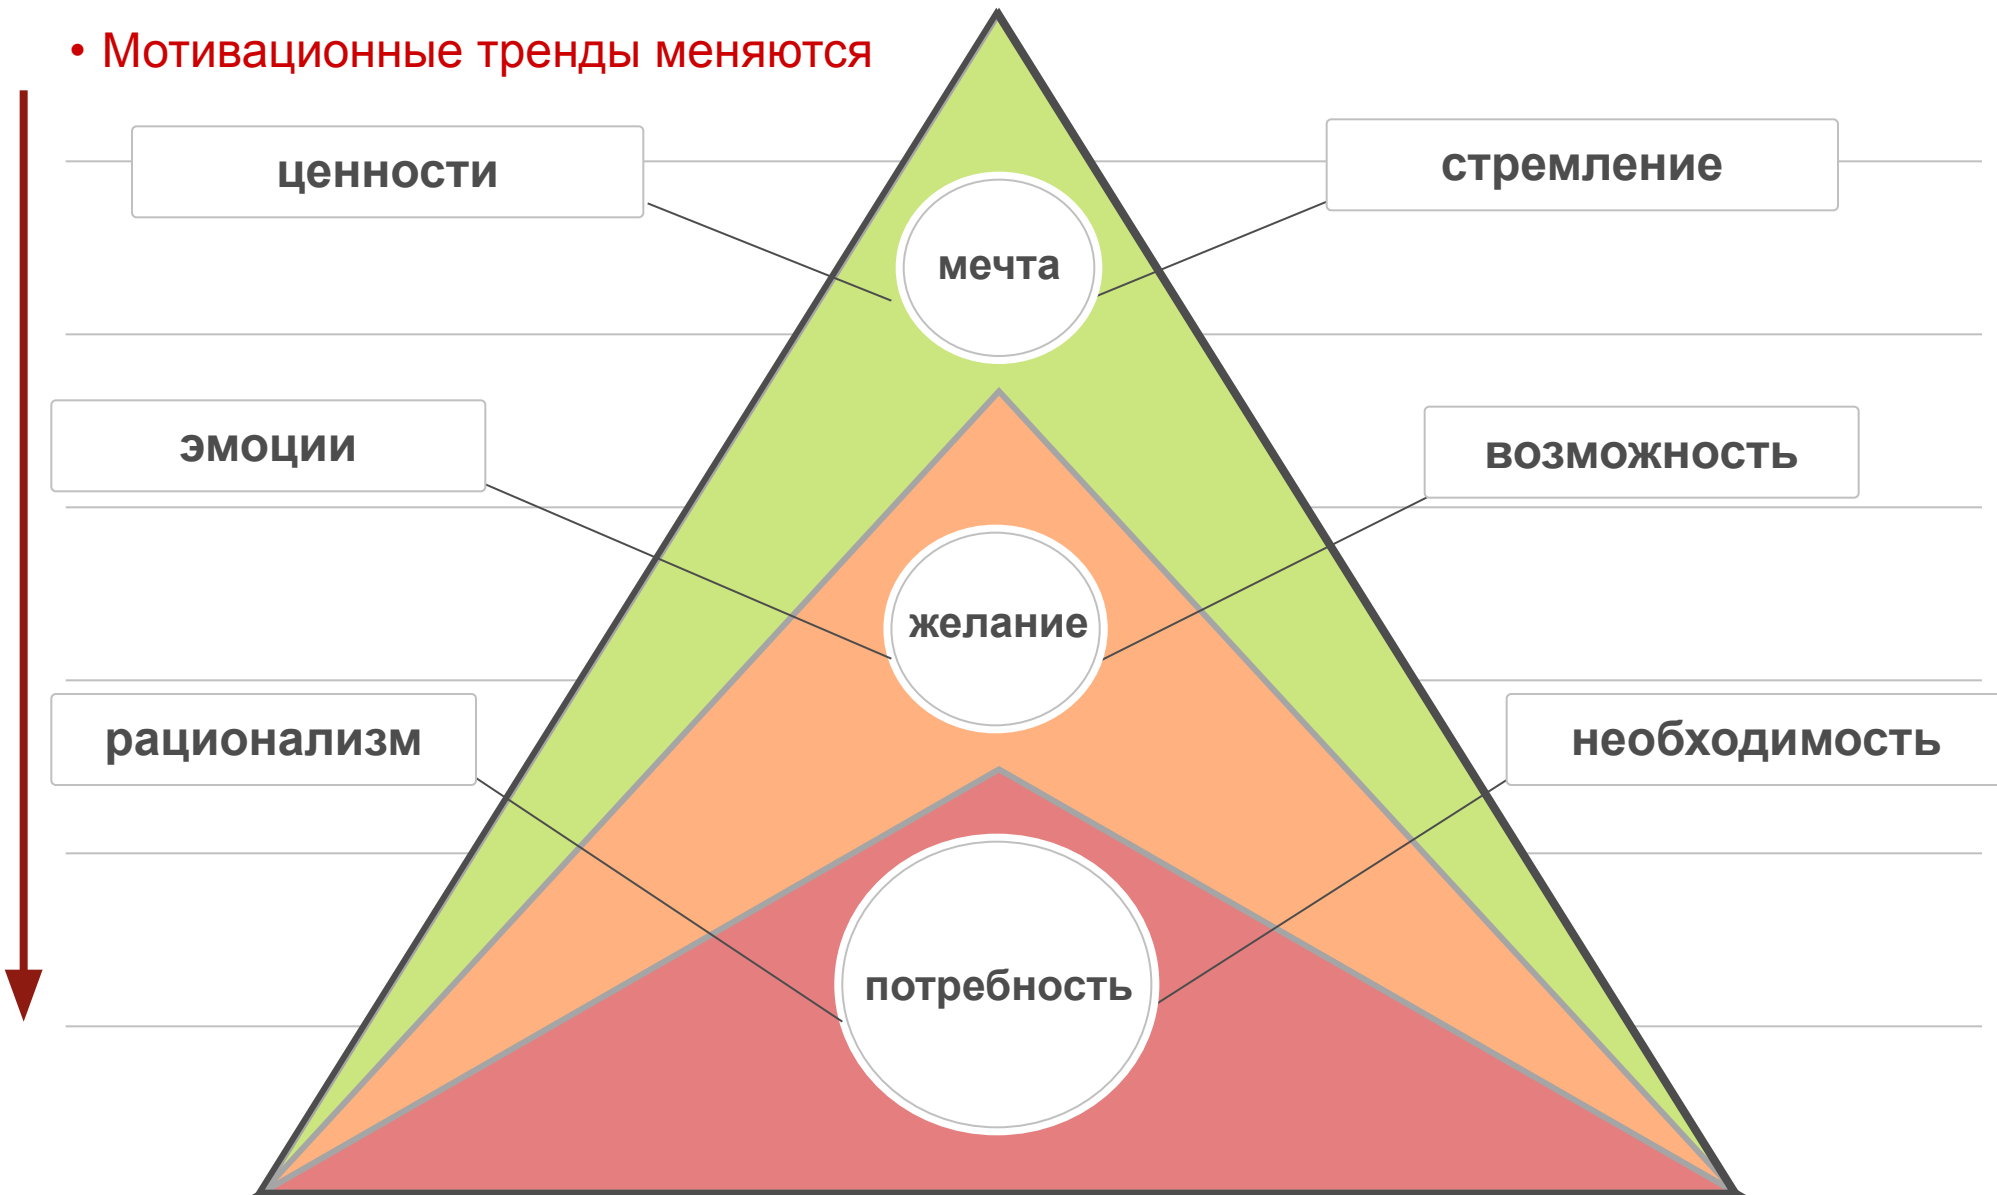 • Мотивационные тренды меняются
ценности
стремление
мечта
эмоции
возможность
желание
рационализм
необходимость
потребность